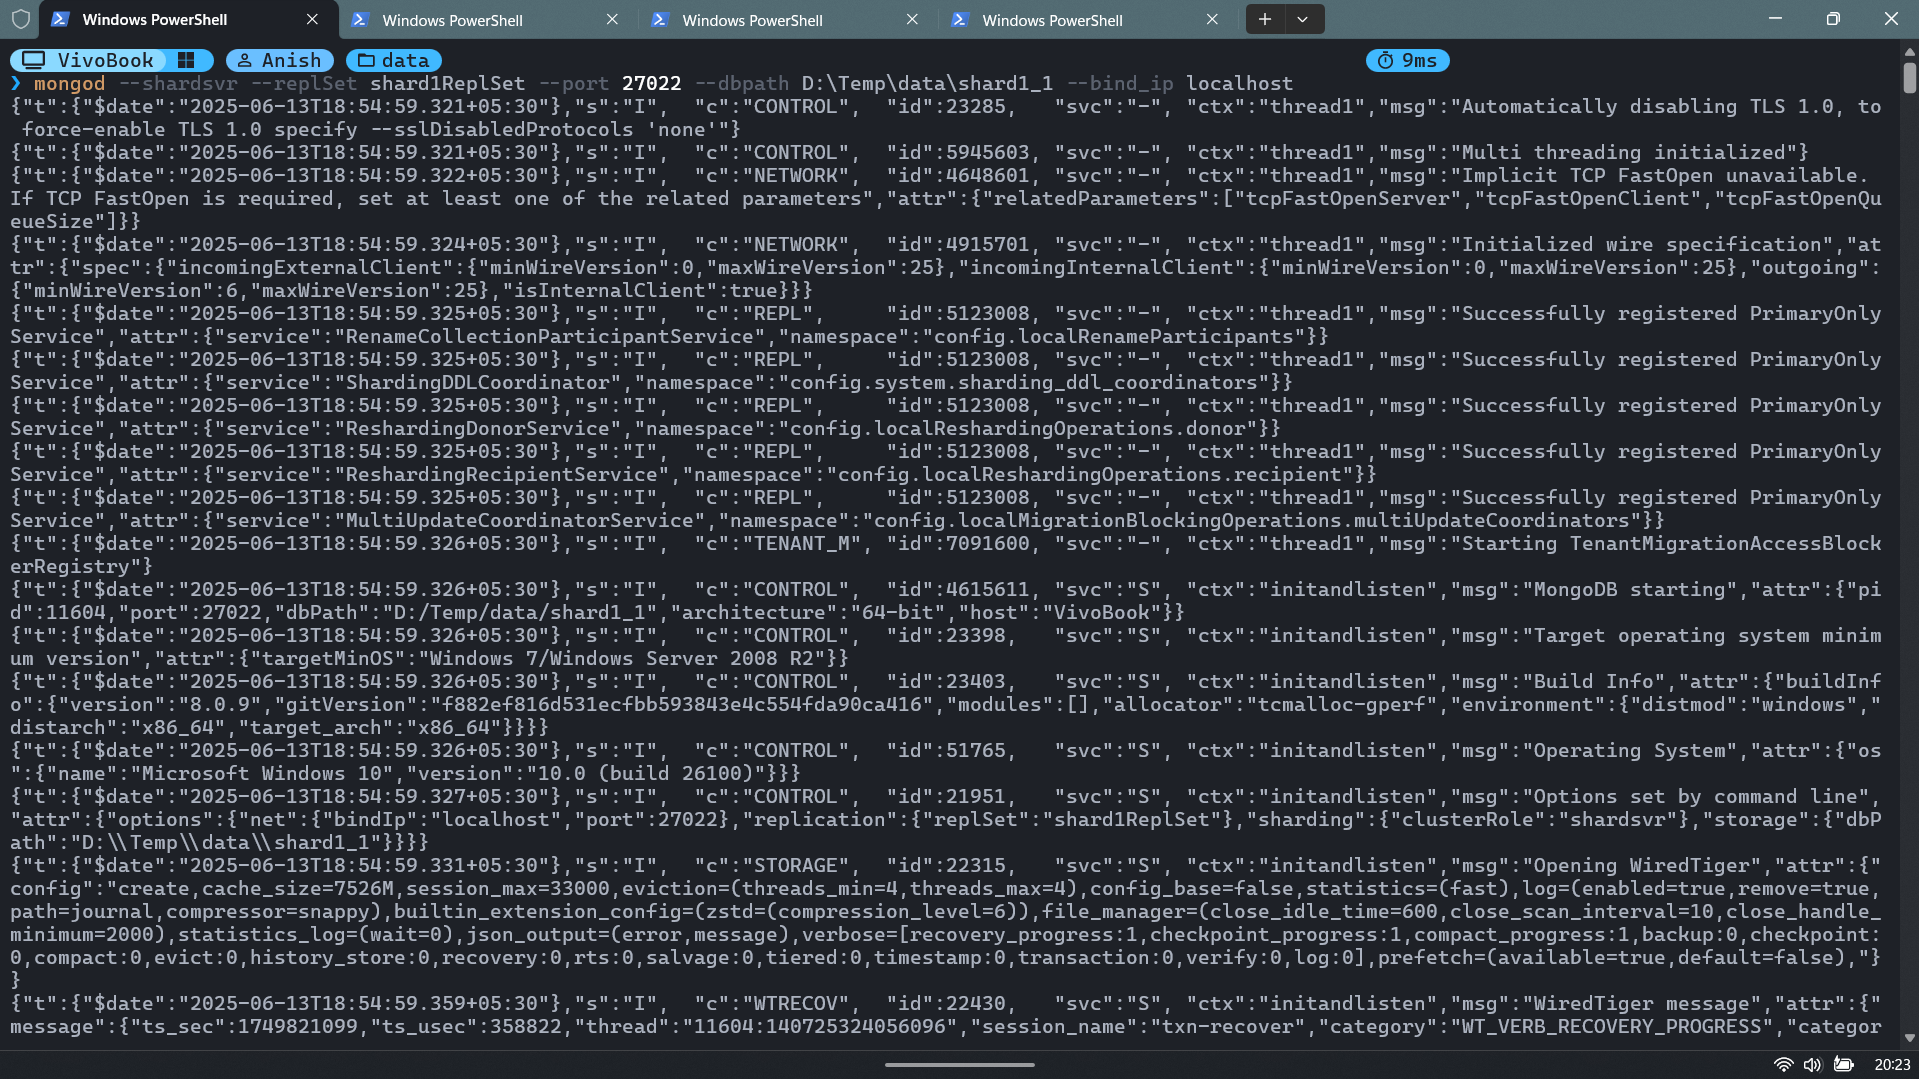 Windows PowerShell Windows PowerShell Windows PowerShell Windows PowerShell
VivoBook Anish data 9ms
❯ mongod --shardsvr --replSet shard1ReplSet --port 27022 --dbpath D:\Temp\data\shard1_1 --bind_ip localhost
{"t":{"$date":"2025-06-13T18:54:59.321+05:30"},"s":"I",  "c":"CONTROL",  "id":23285,   "svc":"-", "ctx":"thread1","msg":"Automatically disabling TLS 1.0, to
 force-enable TLS 1.0 specify --sslDisabledProtocols 'none'"}
{"t":{"$date":"2025-06-13T18:54:59.321+05:30"},"s":"I",  "c":"CONTROL",  "id":5945603, "svc":"-", "ctx":"thread1","msg":"Multi threading initialized"}
{"t":{"$date":"2025-06-13T18:54:59.322+05:30"},"s":"I",  "c":"NETWORK",  "id":4648601, "svc":"-", "ctx":"thread1","msg":"Implicit TCP FastOpen unavailable.
If TCP FastOpen is required, set at least one of the related parameters","attr":{"relatedParameters":["tcpFastOpenServer","tcpFastOpenClient","tcpFastOpenQu
eueSize"]}}
{"t":{"$date":"2025-06-13T18:54:59.324+05:30"},"s":"I",  "c":"NETWORK",  "id":4915701, "svc":"-", "ctx":"thread1","msg":"Initialized wire specification","at
tr":{"spec":{"incomingExternalClient":{"minWireVersion":0,"maxWireVersion":25},"incomingInternalClient":{"minWireVersion":0,"maxWireVersion":25},"outgoing":
{"minWireVersion":6,"maxWireVersion":25},"isInternalClient":true}}}
{"t":{"$date":"2025-06-13T18:54:59.325+05:30"},"s":"I",  "c":"REPL",     "id":5123008, "svc":"-", "ctx":"thread1","msg":"Successfully registered PrimaryOnly
Service","attr":{"service":"RenameCollectionParticipantService","namespace":"config.localRenameParticipants"}}
{"t":{"$date":"2025-06-13T18:54:59.325+05:30"},"s":"I",  "c":"REPL",     "id":5123008, "svc":"-", "ctx":"thread1","msg":"Successfully registered PrimaryOnly
Service","attr":{"service":"ShardingDDLCoordinator","namespace":"config.system.sharding_ddl_coordinators"}}
{"t":{"$date":"2025-06-13T18:54:59.325+05:30"},"s":"I",  "c":"REPL",     "id":5123008, "svc":"-", "ctx":"thread1","msg":"Successfully registered PrimaryOnly
Service","attr":{"service":"ReshardingDonorService","namespace":"config.localReshardingOperations.donor"}}
{"t":{"$date":"2025-06-13T18:54:59.325+05:30"},"s":"I",  "c":"REPL",     "id":5123008, "svc":"-", "ctx":"thread1","msg":"Successfully registered PrimaryOnly
Service","attr":{"service":"ReshardingRecipientService","namespace":"config.localReshardingOperations.recipient"}}
{"t":{"$date":"2025-06-13T18:54:59.325+05:30"},"s":"I",  "c":"REPL",     "id":5123008, "svc":"-", "ctx":"thread1","msg":"Successfully registered PrimaryOnly
Service","attr":{"service":"MultiUpdateCoordinatorService","namespace":"config.localMigrationBlockingOperations.multiUpdateCoordinators"}}
{"t":{"$date":"2025-06-13T18:54:59.326+05:30"},"s":"I",  "c":"TENANT_M", "id":7091600, "svc":"-", "ctx":"thread1","msg":"Starting TenantMigrationAccessBlock
erRegistry"}
{"t":{"$date":"2025-06-13T18:54:59.326+05:30"},"s":"I",  "c":"CONTROL",  "id":4615611, "svc":"S", "ctx":"initandlisten","msg":"MongoDB starting","attr":{"pi
d":11604,"port":27022,"dbPath":"D:/Temp/data/shard1_1","architecture":"64-bit","host":"VivoBook"}}
{"t":{"$date":"2025-06-13T18:54:59.326+05:30"},"s":"I",  "c":"CONTROL",  "id":23398,   "svc":"S", "ctx":"initandlisten","msg":"Target operating system minim
um version","attr":{"targetMinOS":"Windows 7/Windows Server 2008 R2"}}
{"t":{"$date":"2025-06-13T18:54:59.326+05:30"},"s":"I",  "c":"CONTROL",  "id":23403,   "svc":"S", "ctx":"initandlisten","msg":"Build Info","attr":{"buildInf
o":{"version":"8.0.9","gitVersion":"f882ef816d531ecfbb593843e4c554fda90ca416","modules":[],"allocator":"tcmalloc-gperf","environment":{"distmod":"windows","
distarch":"x86_64","target_arch":"x86_64"}}}}
{"t":{"$date":"2025-06-13T18:54:59.326+05:30"},"s":"I",  "c":"CONTROL",  "id":51765,   "svc":"S", "ctx":"initandlisten","msg":"Operating System","attr":{"os
":{"name":"Microsoft Windows 10","version":"10.0 (build 26100)"}}}
{"t":{"$date":"2025-06-13T18:54:59.327+05:30"},"s":"I",  "c":"CONTROL",  "id":21951,   "svc":"S", "ctx":"initandlisten","msg":"Options set by command line",
"attr":{"options":{"net":{"bindIp":"localhost","port":27022},"replication":{"replSet":"shard1ReplSet"},"sharding":{"clusterRole":"shardsvr"},"storage":{"dbP
ath":"D:\\Temp\\data\\shard1_1"}}}}
{"t":{"$date":"2025-06-13T18:54:59.331+05:30"},"s":"I",  "c":"STORAGE",  "id":22315,   "svc":"S", "ctx":"initandlisten","msg":"Opening WiredTiger","attr":{"
config":"create,cache_size=7526M,session_max=33000,eviction=(threads_min=4,threads_max=4),config_base=false,statistics=(fast),log=(enabled=true,remove=true,
path=journal,compressor=snappy),builtin_extension_config=(zstd=(compression_level=6)),file_manager=(close_idle_time=600,close_scan_interval=10,close_handle_
minimum=2000),statistics_log=(wait=0),json_output=(error,message),verbose=[recovery_progress:1,checkpoint_progress:1,compact_progress:1,backup:0,checkpoint:
0,compact:0,evict:0,history_store:0,recovery:0,rts:0,salvage:0,tiered:0,timestamp:0,transaction:0,verify:0,log:0],prefetch=(available=true,default=false),"}
}
{"t":{"$date":"2025-06-13T18:54:59.359+05:30"},"s":"I",  "c":"WTRECOV",  "id":22430,   "svc":"S", "ctx":"initandlisten","msg":"WiredTiger message","attr":{"
message":{"ts_sec":1749821099,"ts_usec":358822,"thread":"11604:140725324056096","session_name":"txn-recover","category":"WT_VERB_RECOVERY_PROGRESS","categor
20:23